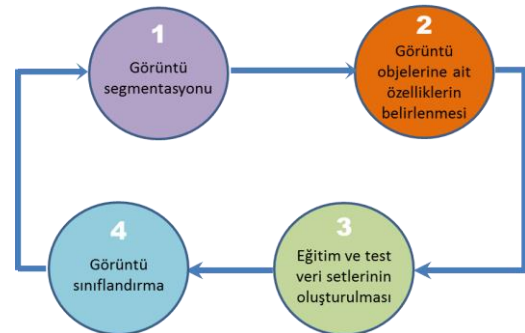 1
Görüntü
segmentasyonu
2
Görüntü
objelerine ait
özelliklerin
belirlenmesi
3
Eğitim ve test
veri setlerinin
oluşturulması
4
Görüntü
sınıflandırma